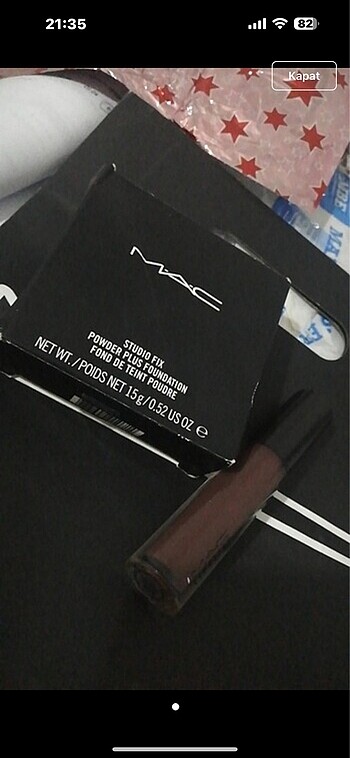 21:35
82
Kapat
MAC
STUDIO FIX
POWDER PLUS FOUNDATION
FOND DE TEINT POUDRE
NET WT./POIDS NET 15 g/0.52 US OZ e